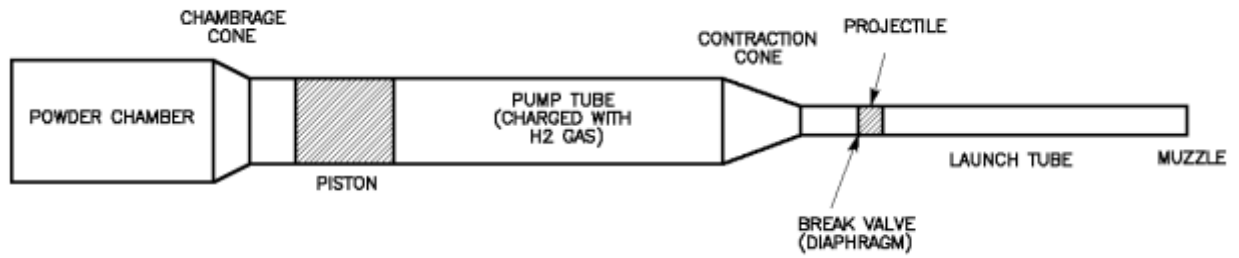 CHAMBRAGE
CONE
CONTRACTION
CONE
PROJECTILE
POWDER CHAMBER
PUMP TUBE
(CHARGED WITH
H2 GAS)
PISTON
LAUNCH TUBE
MUZZLE
BREAK VALVE
(DIAPHRAGM)